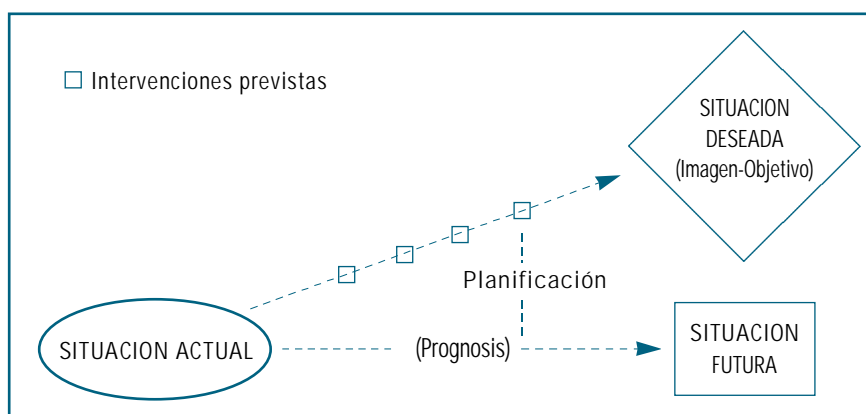 Intervenciones previstas
SITUACION
DESEADA
(Imagen-Objetivo)
Planificación
SITUACION ACTUAL
(Prognosis)
SITUACION
FUTURA